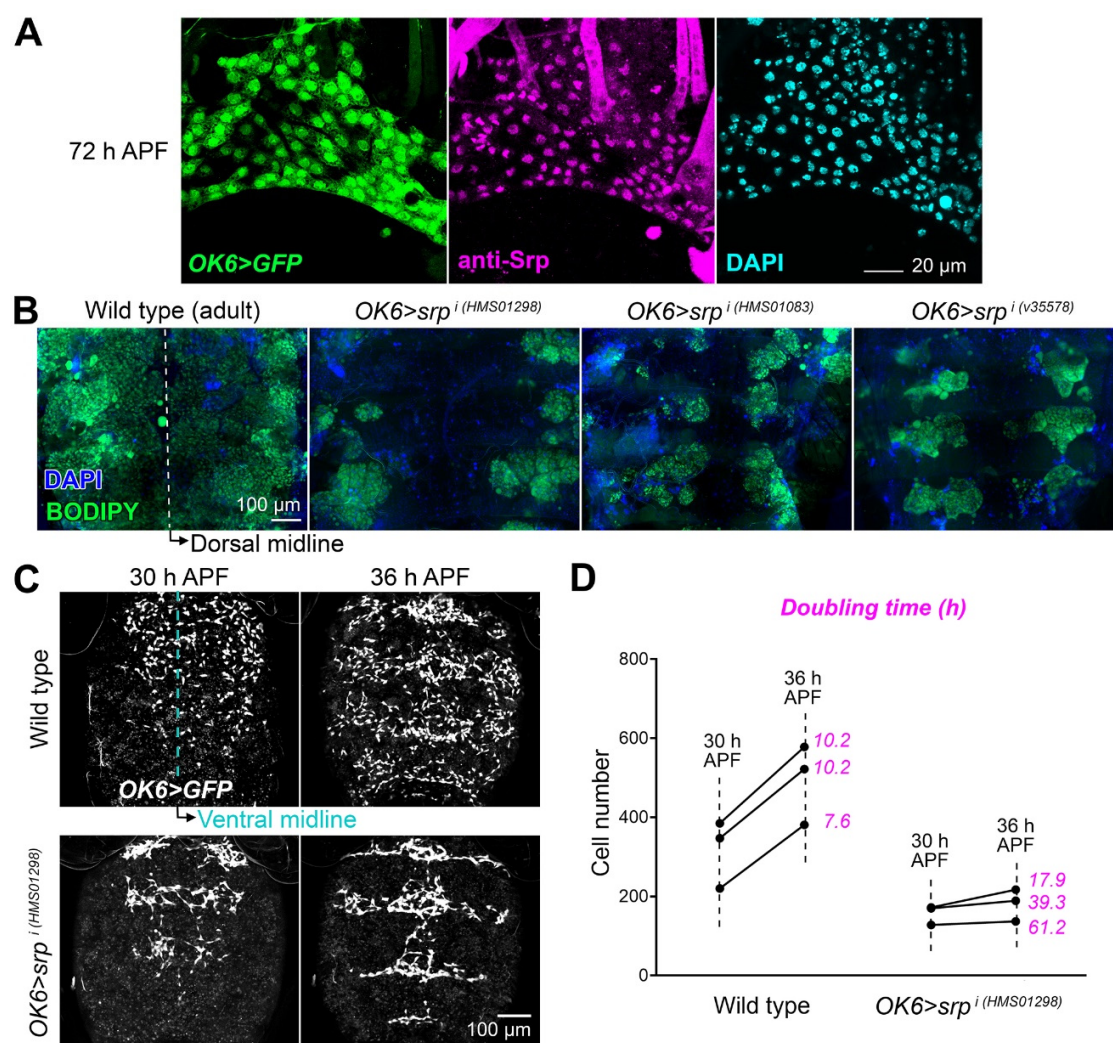 A
72 h APF
OK6>GFP
anti-Srp
DAPI
20 µm
B
Wild type (adult)
OK6>srp i (HMS01298)
OK6>srp i (HMS01083)
OK6>srp i (v35578)
DAPI
BODIPY
100 µm
Dorsal midline
C
30 h APF
36 h APF
Wild type
OK6>GFP
Ventral midline
OK6>srp i (HMS01298)
100 µm
D
Doubling time (h)
Cell number
800
600
400
200
0
30 h
APF
36 h
APF
10.2
10.2
7.6
30 h
APF
36 h
APF
17.9
39.3
61.2
Wild type
OK6>srp i (HMS01298)